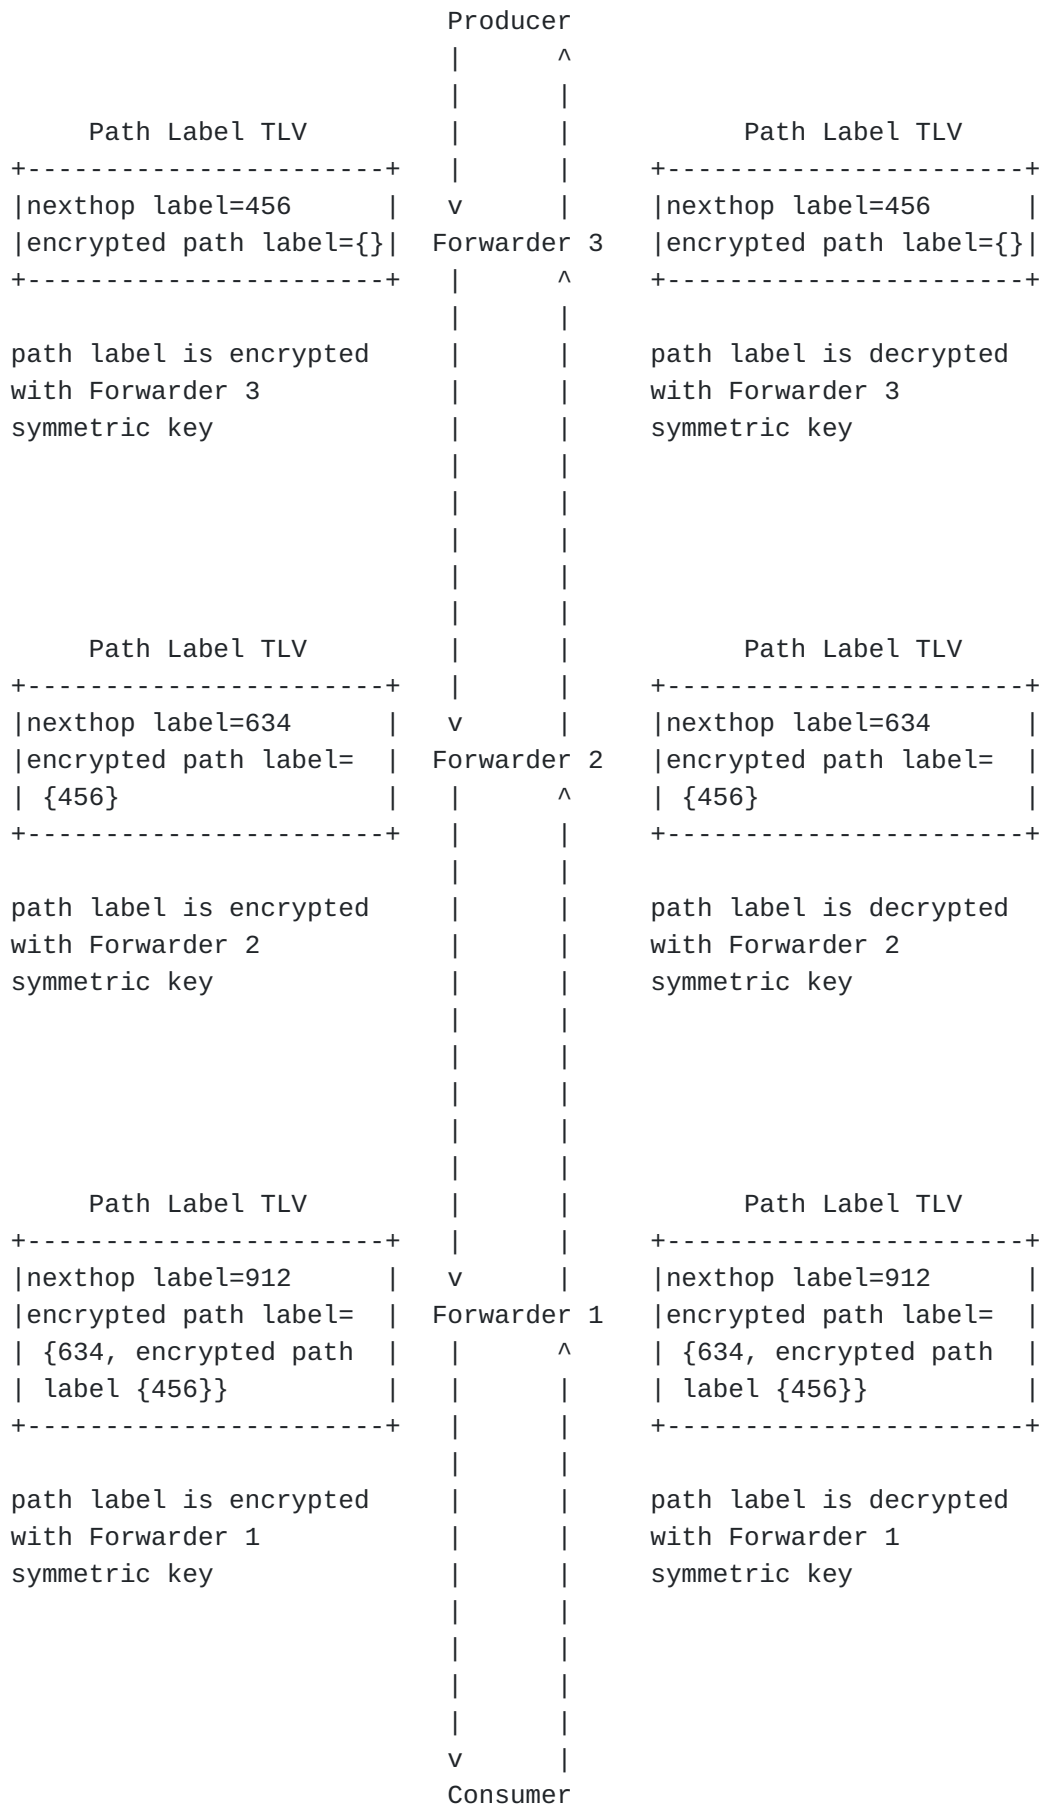 Producer
                            |      ^
                            |      |
     Path Label TLV         |      |           Path Label TLV
+-----------------------+   |      |     +-----------------------+
|nexthop label=456      |   v      |     |nexthop label=456      |
|encrypted path label={}|  Forwarder 3   |encrypted path label={}|
+-----------------------+   |      ^     +-----------------------+
                            |      |
path label is encrypted     |      |     path label is decrypted
with Forwarder 3            |      |     with Forwarder 3
symmetric key               |      |     symmetric key
                            |      |
                            |      |
                            |      |
                            |      |
                            |      |
     Path Label TLV         |      |           Path Label TLV
+-----------------------+   |      |     +-----------------------+
|nexthop label=634      |   v      |     |nexthop label=634      |
|encrypted path label=  |  Forwarder 2   |encrypted path label=  |
| {456}                 |   |      ^     | {456}                 |
+-----------------------+   |      |     +-----------------------+
                            |      |
path label is encrypted     |      |     path label is decrypted
with Forwarder 2            |      |     with Forwarder 2
symmetric key               |      |     symmetric key
                            |      |
                            |      |
                            |      |
                            |      |
                            |      |
     Path Label TLV         |      |           Path Label TLV
+-----------------------+   |      |     +-----------------------+
|nexthop label=912      |   v      |     |nexthop label=912      |
|encrypted path label=  |  Forwarder 1   |encrypted path label=  |
| {634, encrypted path  |   |      ^     | {634, encrypted path  |
| label {456}}          |   |      |     | label {456}}          |
+-----------------------+   |      |     +-----------------------+
                            |      |
path label is encrypted     |      |     path label is decrypted
with Forwarder 1            |      |     with Forwarder 1
symmetric key               |      |     symmetric key
                            |      |
                            |      |
                            |      |
                            |      |
                            v      |
                            Consumer